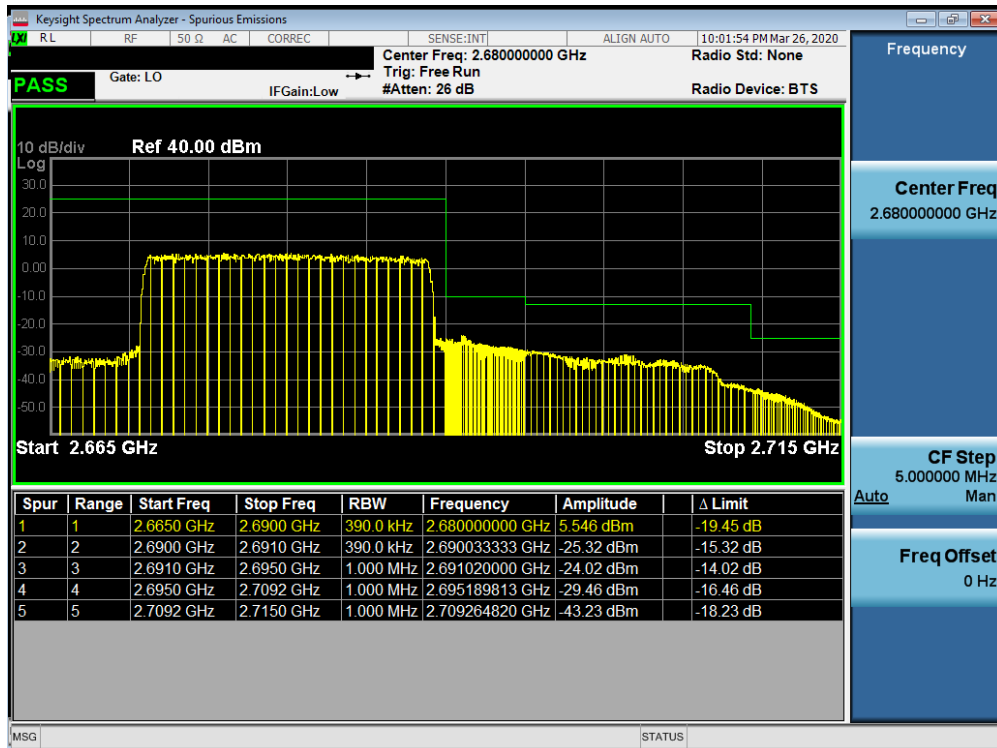 Keysight Spectrum Analyzer - Spurious Emissions
LXI RL RF 50 Ω AC CORREC SENSE:INT ALIGN AUTO 10:01:54 PM Mar 26, 2020
Center Freq: 2.680000000 GHz Radio Std: None
Gate: LO Trig: Free Run
PASS IFGain:Low #Atten: 26 dB Radio Device: BTS
10 dB/div Ref 40.00 dBm
Log
30.0
20.0
10.0
0.00
-10.0
-20.0
-30.0
-40.0
-50.0
Start 2.665 GHz Stop 2.715 GHz
Spur Range Start Freq Stop Freq RBW Frequency Amplitude Δ Limit
1 1 2.6650 GHz 2.6900 GHz 390.0 kHz 2.680000000 GHz 5.546 dBm -19.45 dB
2 2 2.6900 GHz 2.6910 GHz 390.0 kHz 2.690033333 GHz -25.32 dBm -15.32 dB
3 3 2.6910 GHz 2.6950 GHz 1.000 MHz 2.691020000 GHz -24.02 dBm -14.02 dB
4 4 2.6950 GHz 2.7092 GHz 1.000 MHz 2.695189813 GHz -29.46 dBm -16.46 dB
5 5 2.7092 GHz 2.7150 GHz 1.000 MHz 2.709264820 GHz -43.23 dBm -18.23 dB
MSG STATUS
Frequency
Center Freq
2.680000000 GHz
CF Step
5.000000 MHz
Auto Man
Freq Offset
0 Hz